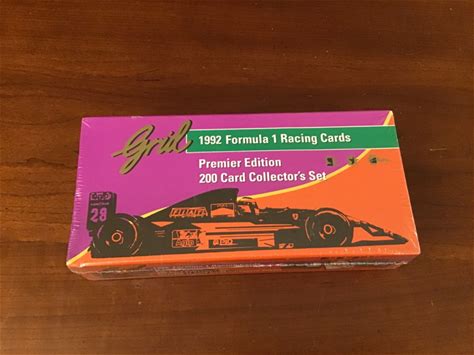 Grid
1992 Formula 1 Racing Cards
Premier Edition
200 Card Collector's Set
28